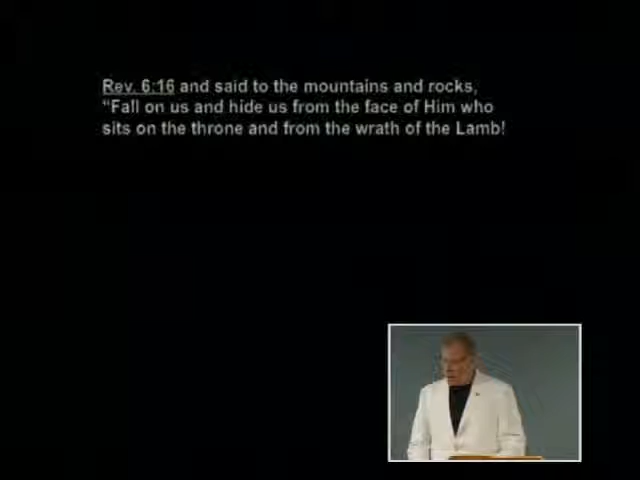 Rev. 6:16 and said to the mountains and rocks,
"Fall on us and hide us from the face of Him who
sits on the throne and from the wrath of the Lamb!